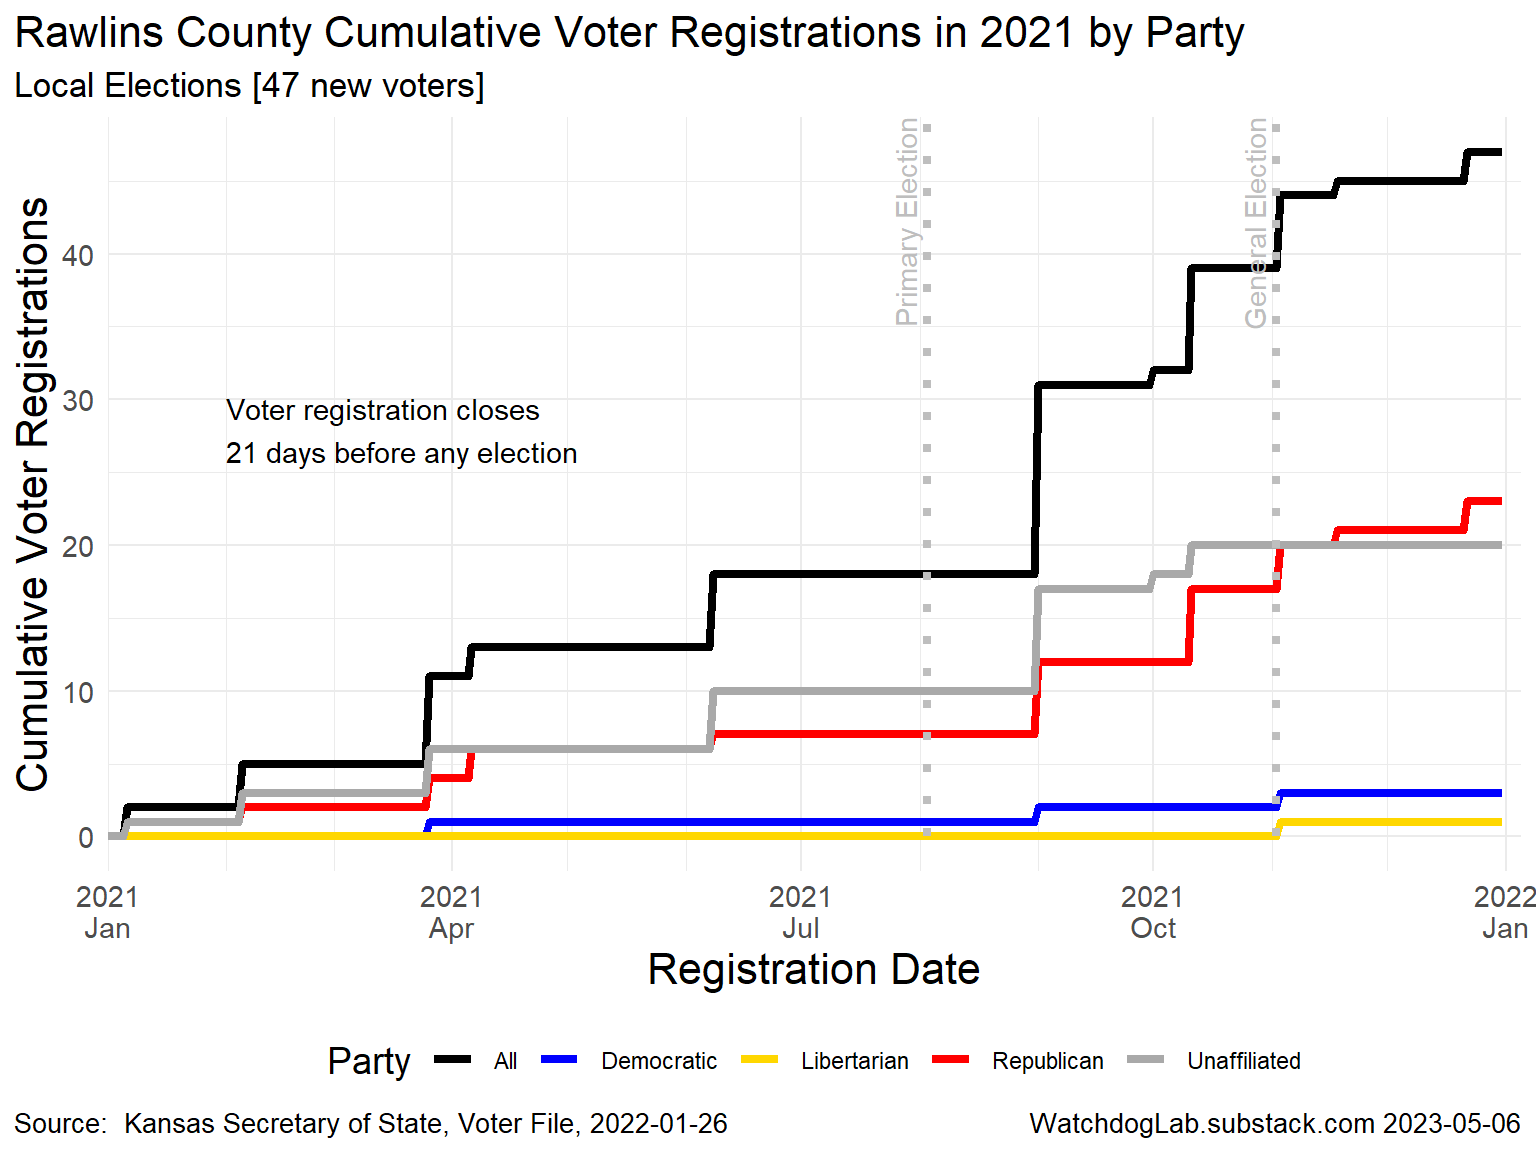 Rawlins County Cumulative Voter Registrations in 2021 by Party
Local Elections [47 new voters]
Cumulative Voter Registrations
40
30
20
10
0
Primary Election
General Election
Voter registration closes
21 days before any election
2021
Jan
2021
Apr
2021
Jul
2021
Oct
2022
Jan
Registration Date
Party All Democratic Libertarian Republican Unaffiliated
Source:  Kansas Secretary of State, Voter File, 2022-01-26
WatchdogLab.substack.com 2023-05-06